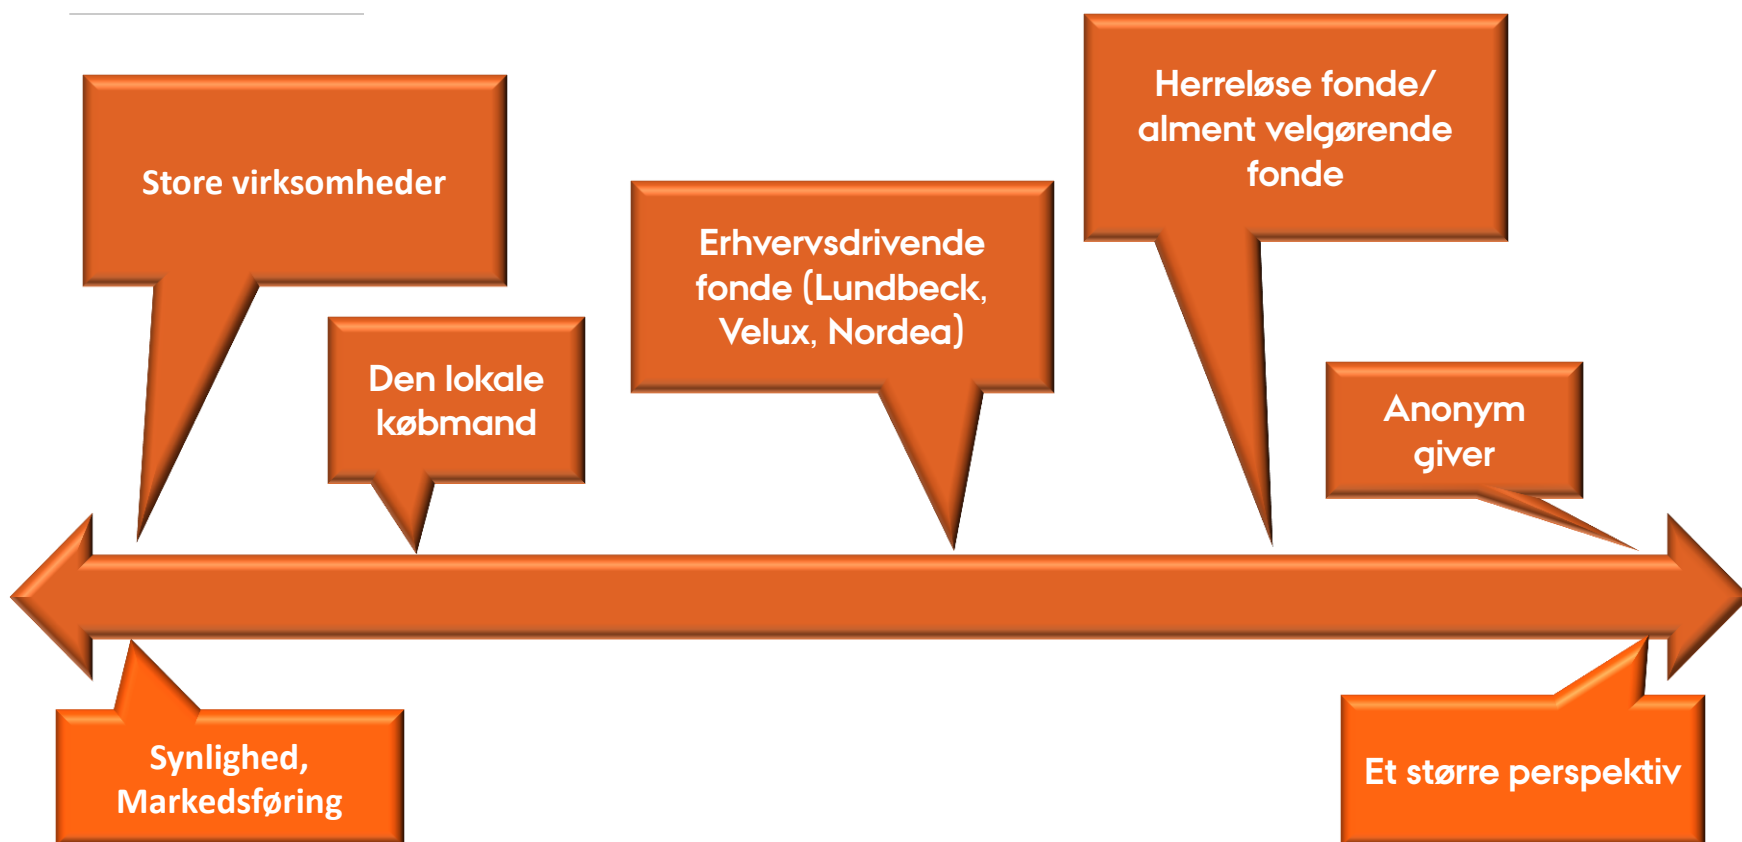 Store virksomheder
Den lokale
købmand
Erhvervsdrivende
fonde (Lundbeck,
Velux, Nordea)
Herreløse fonde/
alment velgørende
fonde
Anonym
giver
Synlighed,
Markedsføring
Et større perspektiv